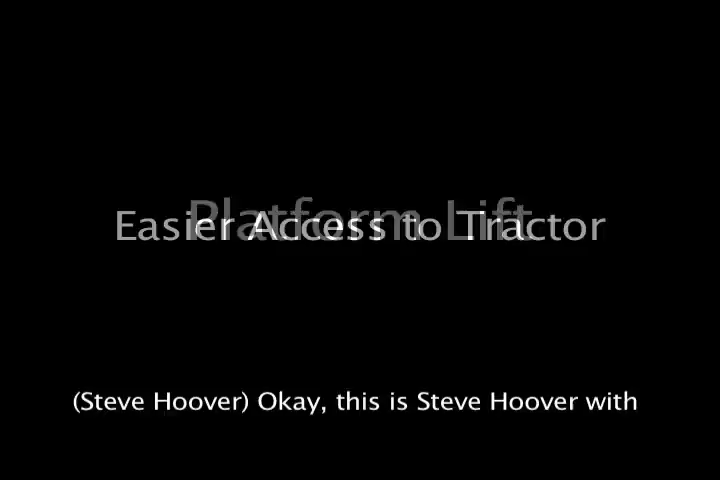 Platform Lift
Easier Access to Tractor
(Steve Hoover) Okay, this is Steve Hoover with